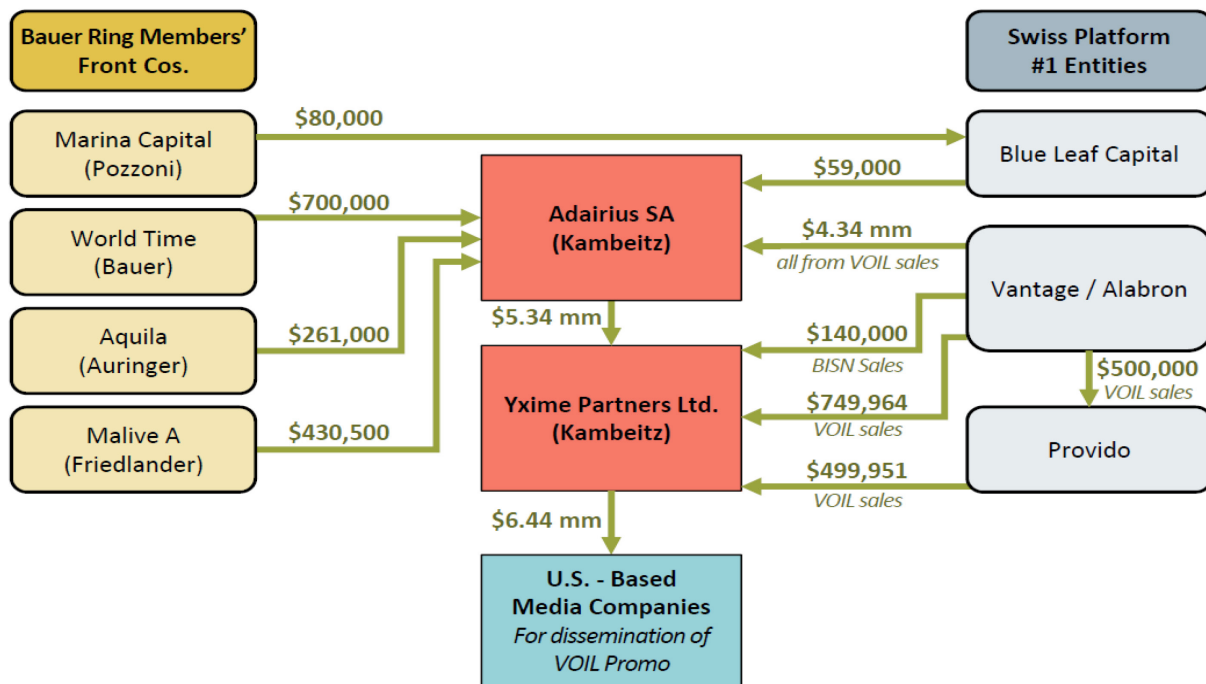 Bauer Ring Members’
Front Cos.
Swiss Platform
#1 Entities
Marina Capital
(Pozzoni)
$80,000
Blue Leaf Capital
$59,000
Adairius SA
(Kambeitz)
World Time
(Bauer)
$700,000
$4.34 mm
all from VOIL sales
Vantage / Alabron
Aquila
(Auringer)
$261,000
$5.34 mm
$140,000
BISN Sales
$500,000
VOIL sales
Yxime Partners Ltd.
(Kambeitz)
$749,964
VOIL sales
Malive A
(Friedlander)
$430,500
Provido
$499,951
VOIL sales
$6.44 mm
U.S. - Based
Media Companies
For dissemination of
VOIL Promo